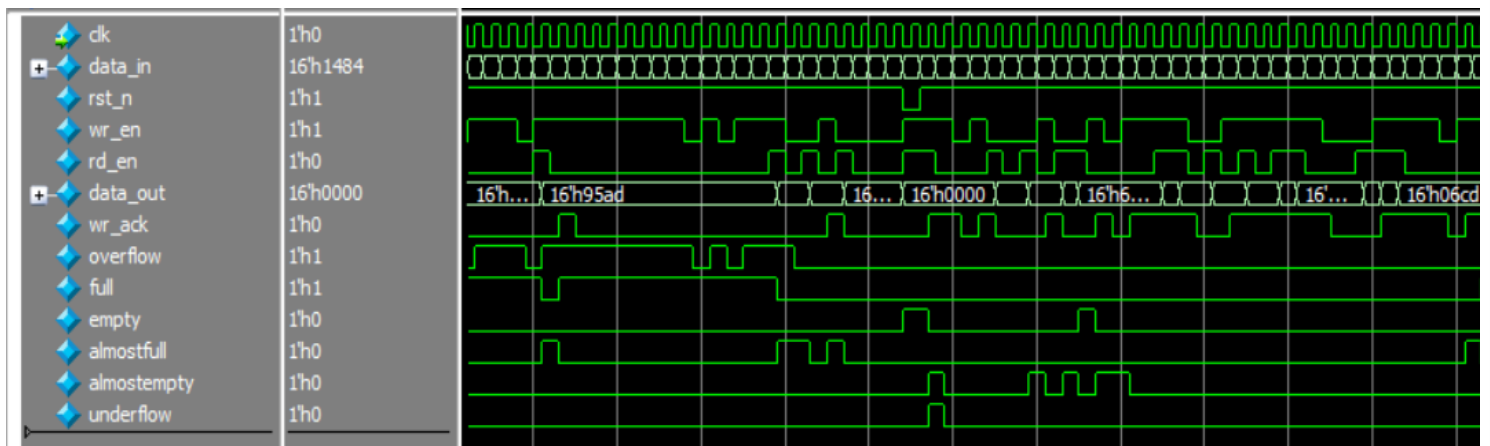 clk 1'h0
data_in 16'h1484
rst_n 1'h1
wr_en 1'h1
rd_en 1'h0
data_out 16'h0000 16'h... 16'h95ad 16... 16'h0000 16'h6... 16'... 16'h06cd
wr_ack 1'h0
overflow 1'h1
full 1'h1
empty 1'h0
almostfull 1'h0
almostempty 1'h0
underflow 1'h0